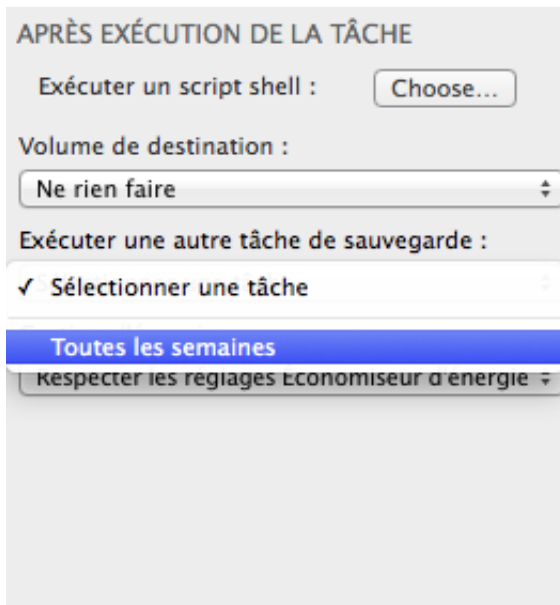 APRÈS EXÉCUTION DE LA TÂCHE
Exécuter un script shell : Choose...
Volume de destination :
Ne rien faire
Exécuter une autre tâche de sauvegarde :
✓ Sélectionner une tâche
Toutes les semaines
Respecter les réglages Économiseur d'énergie